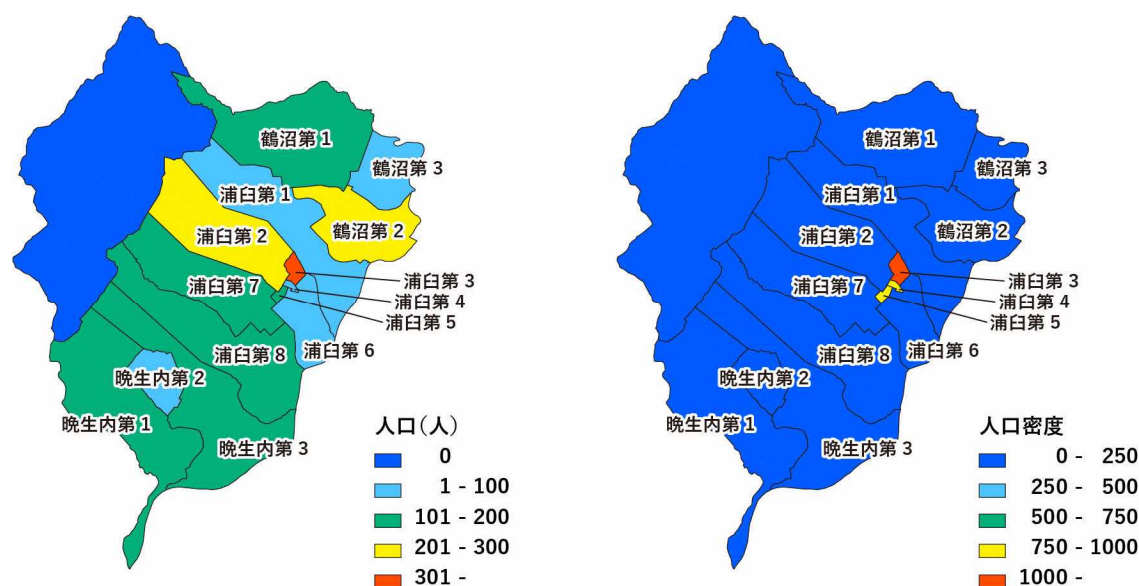 鶴沼第 1
鶴沼第 3
浦臼第 1
浦臼第 2
鶴沼第 2
浦臼第 3
浦臼第 7
浦臼第 4
浦臼第 5
浦臼第 6
浦臼第 8
晩生内第 2
晩生内第 1
晩生内第 3
人口(人)
0
1 - 100
101 - 200
201 - 300
301 -
鶴沼第 1
鶴沼第 3
浦臼第 1
浦臼第 2
鶴沼第 2
浦臼第 3
浦臼第 7
浦臼第 4
浦臼第 5
浦臼第 6
浦臼第 8
晩生内第 2
晩生内第 1
晩生内第 3
人口密度
0 - 250
250 - 500
500 - 750
750 - 1000
1000 -